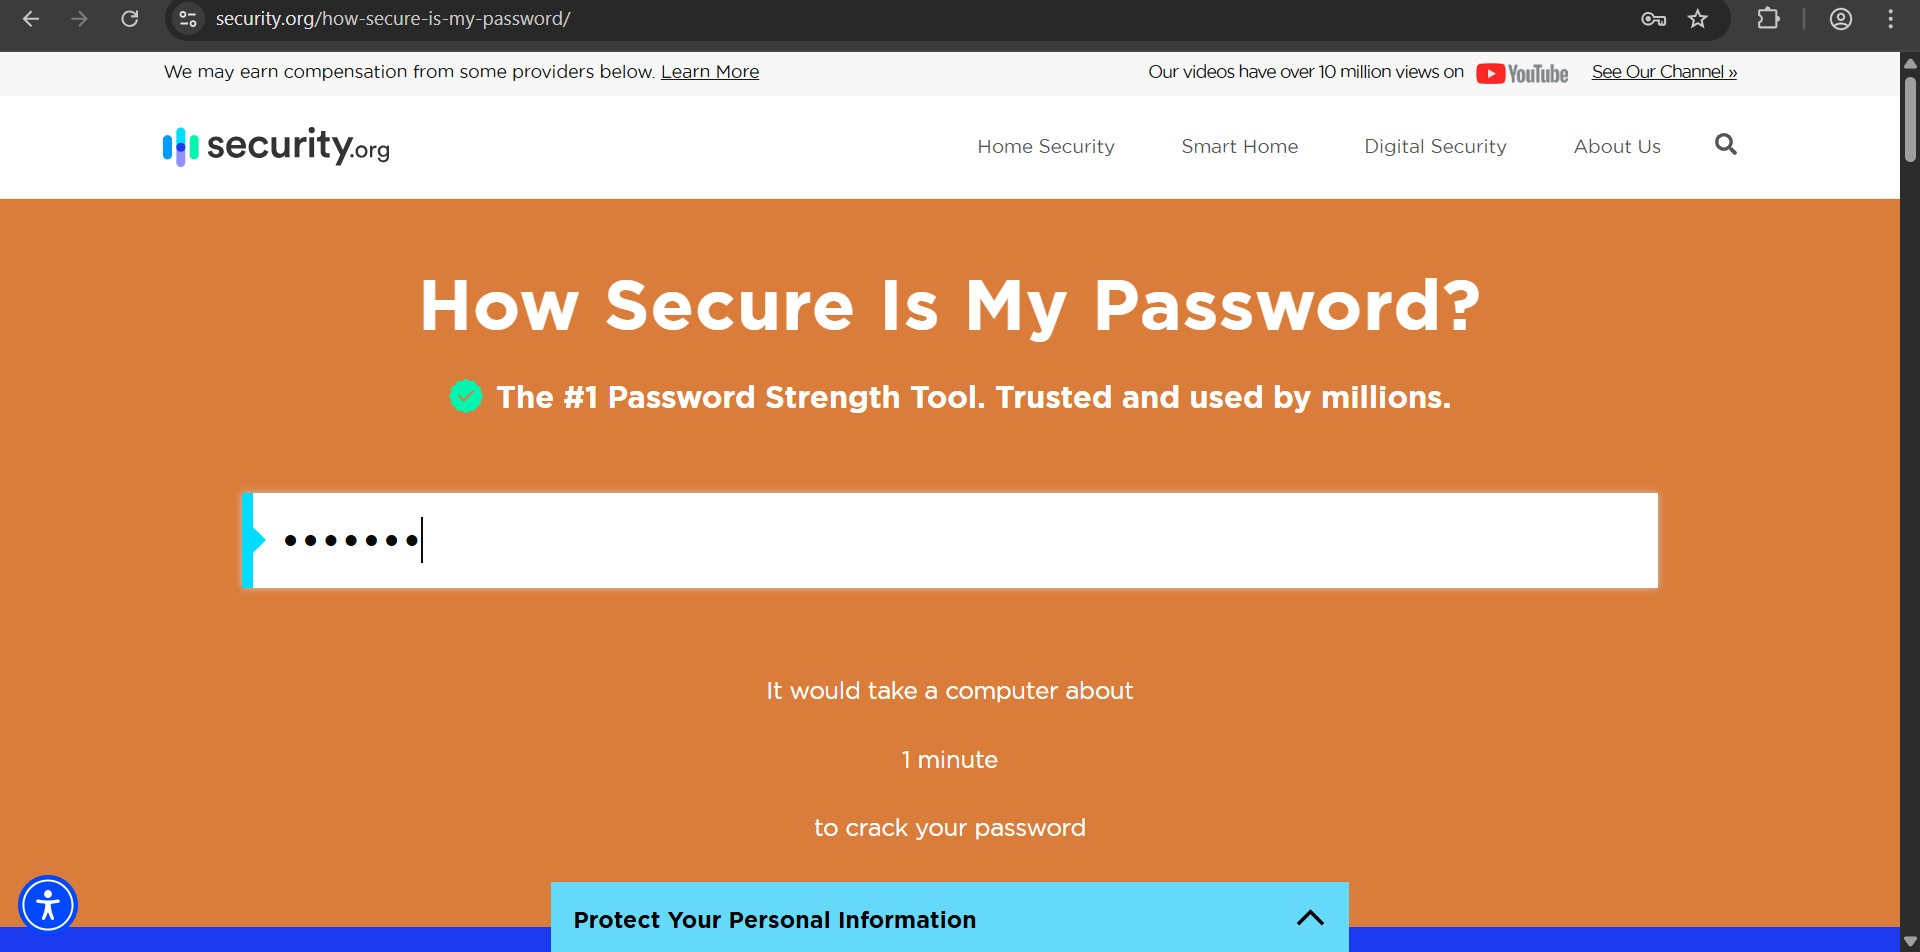 security.org/how-secure-is-my-password/
We may earn compensation from some providers below. Learn More
Our videos have over 10 million views on YouTube See Our Channel »
security.org
Home Security Smart Home Digital Security About Us
How Secure Is My Password?
The #1 Password Strength Tool. Trusted and used by millions.
•••••••
It would take a computer about
1 minute
to crack your password
Protect Your Personal Information